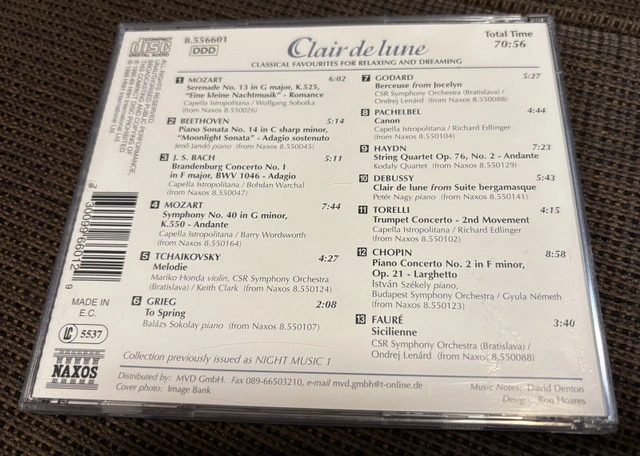 COMPACT
disc
DIGITAL AUDIO
8.556601
DDD
Clair de lune
CLASSICAL FAVOURITES FOR RELAXING AND DREAMING
Total Time
70:56
1 MOZART 6:02
Serenade No. 13 in G major, K.525,
"Eine kleine Nachtmusik" - Romance
Capella Istropolitana / Wolfgang Sobotka
(from Naxos 8.550026)
2 BEETHOVEN 5:14
Piano Sonata No. 14 in C sharp minor,
"Moonlight Sonata" - Adagio sostenuto
Jenő Jandó piano (from Naxos 8.550045)
3 J. S. BACH 5:11
Brandenburg Concerto No. 1
in F major, BWV 1046 - Adagio
Capella Istropolitana / Bohdan Warchal
(from Naxos 8.550047)
4 MOZART 7:44
Symphony No. 40 in G minor,
K.550 - Andante
Capella Istropolitana / Barry Wordsworth
(from Naxos 8.550164)
5 TCHAIKOVSKY 4:27
Melodie
Mariko Honda violin, CSR Symphony Orchestra
(Bratislava) / Keith Clark (from Naxos 8.550124)
6 GRIEG 2:08
To Spring
Balázs Sokolay piano (from Naxos 8.550107)
7 GODARD 5:27
Berceuse from Jocelyn
CSR Symphony Orchestra (Bratislava) /
Ondrej Lenárd (from Naxos 8.550088)
8 PACHELBEL 4:44
Canon
Capella Istropolitana / Richard Edlinger
(from Naxos 8.550104)
9 HAYDN 7:23
String Quartet Op. 76, No. 2 - Andante
Kodaly Quartet (from Naxos 8.550129)
10 DEBUSSY 5:43
Clair de lune from Suite bergamasque
Péter Nagy piano (from Naxos 8.550141)
11 TORELLI 4:15
Trumpet Concerto - 2nd Movement
Capella Istropolitana / Richard Edlinger
(from Naxos 8.550102)
12 CHOPIN 8:58
Piano Concerto No. 2 in F minor,
Op. 21 - Larghetto
István Székely piano,
Budapest Symphony Orchestra / Gyula Németh
(from Naxos 8.550123)
13 FAURÉ 3:40
Sicilienne
CSR Symphony Orchestra (Bratislava) /
Ondrej Lenárd (from Naxos 8.550088)
7 30099 66012 9
MADE IN
E.C.
LC 5537
NAXOS
Collection previously issued as NIGHT MUSIC 1
Distributed by: MVD GmbH. Fax 089-66503210, e-mail mvd.gmbh@t-online.de
Cover photo: Image Bank
Music Notes: David Denton
Design: Ron Hoares